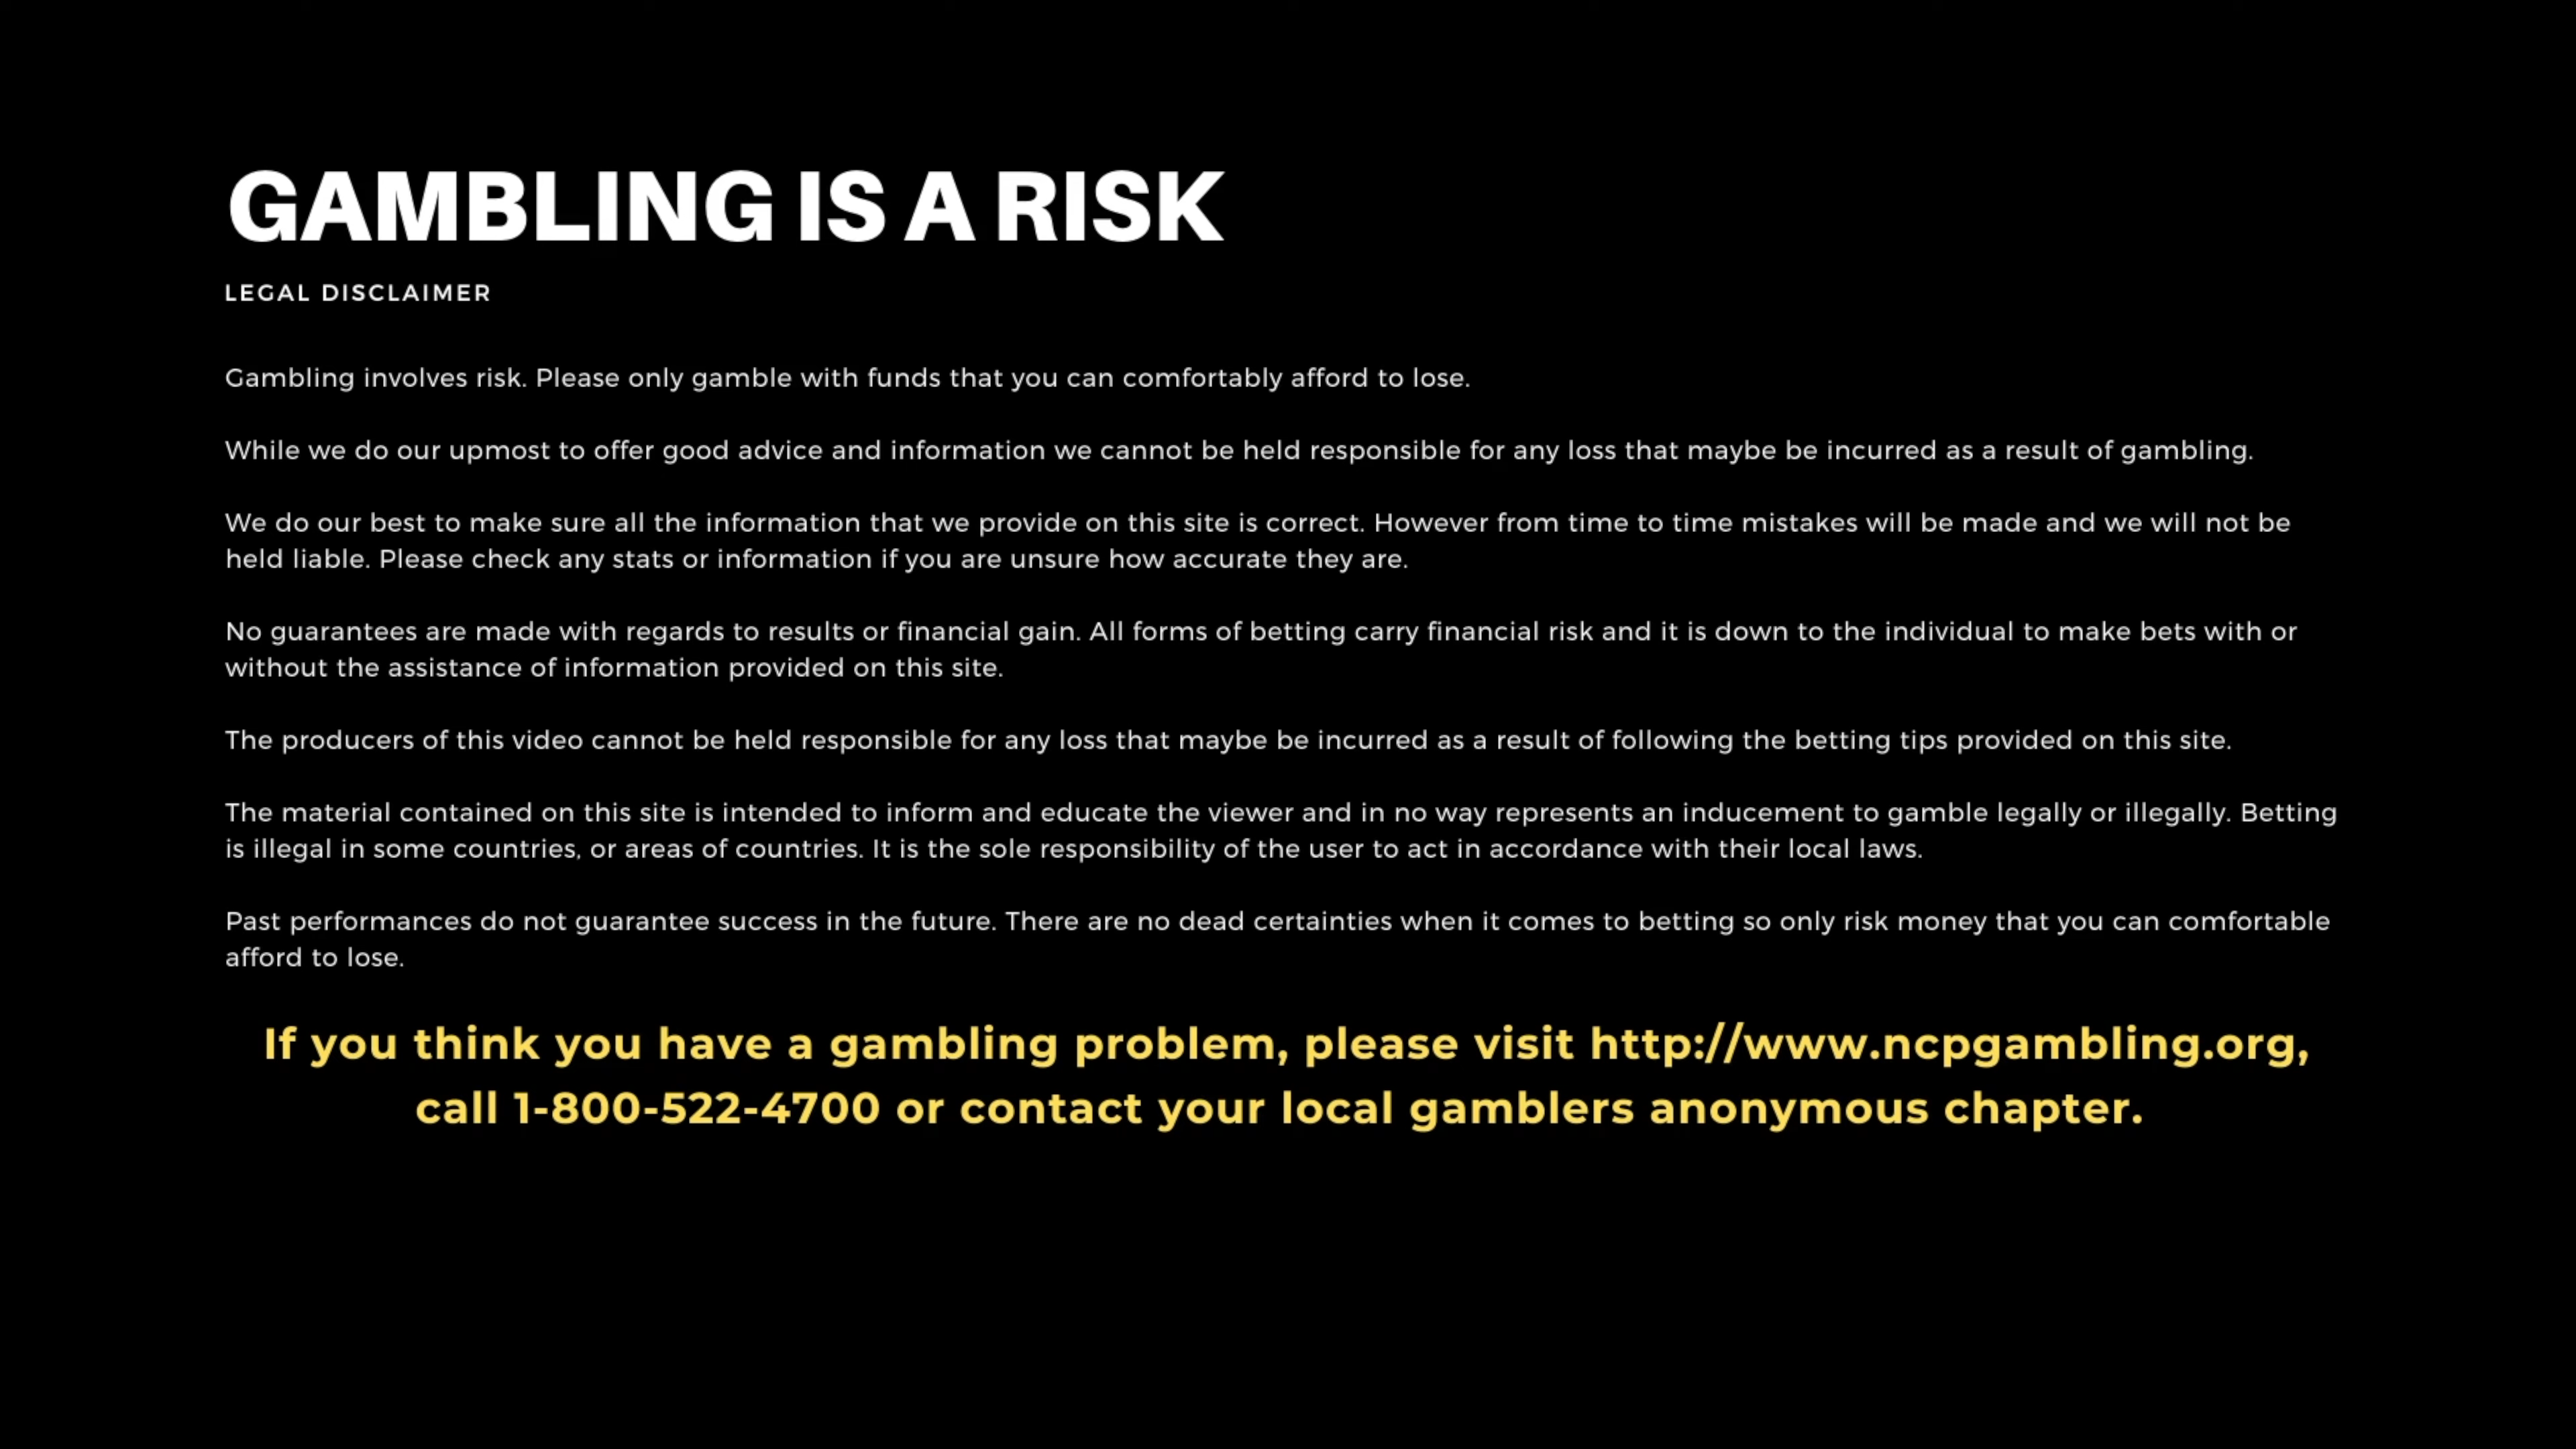 GAMBLING IS A RISK
LEGAL DISCLAIMER
Gambling involves risk. Please only gamble with funds that you can comfortably afford to lose.
While we do our upmost to offer good advice and information we cannot be held responsible for any loss that maybe be incurred as a result of gambling.
We do our best to make sure all the information that we provide on this site is correct. However from time to time mistakes will be made and we will not be
held liable. Please check any stats or information if you are unsure how accurate they are.
No guarantees are made with regards to results or financial gain. All forms of betting carry financial risk and it is down to the individual to make bets with or
without the assistance of information provided on this site.
The producers of this video cannot be held responsible for any loss that maybe be incurred as a result of following the betting tips provided on this site.
The material contained on this site is intended to inform and educate the viewer and in no way represents an inducement to gamble legally or illegally. Betting
is illegal in some countries, or areas of countries. It is the sole responsibility of the user to act in accordance with their local laws.
Past performances do not guarantee success in the future. There are no dead certainties when it comes to betting so only risk money that you can comfortable
afford to lose.
If you think you have a gambling problem, please visit http://www.ncpgambling.org,
call 1-800-522-4700 or contact your local gamblers anonymous chapter.